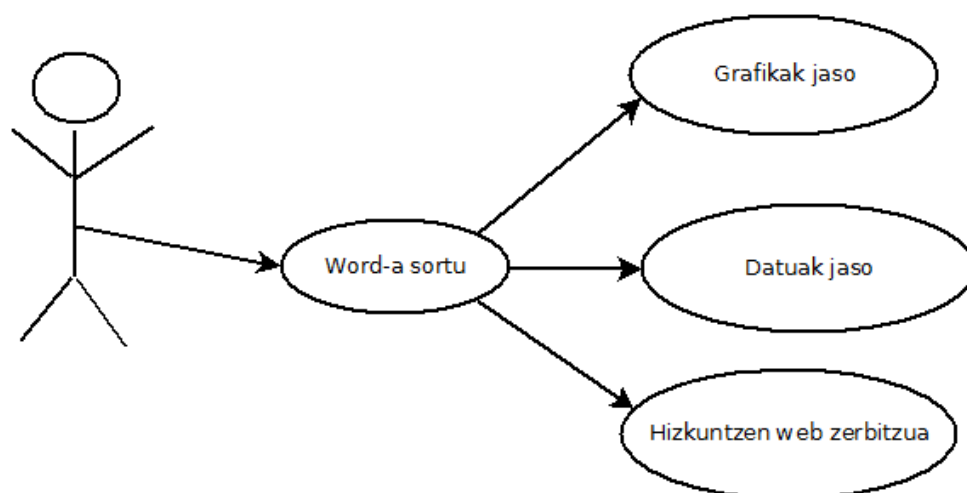 Grafikak jaso
Word-a sortu
Datuak jaso
Hizkuntzen web zerbitzua